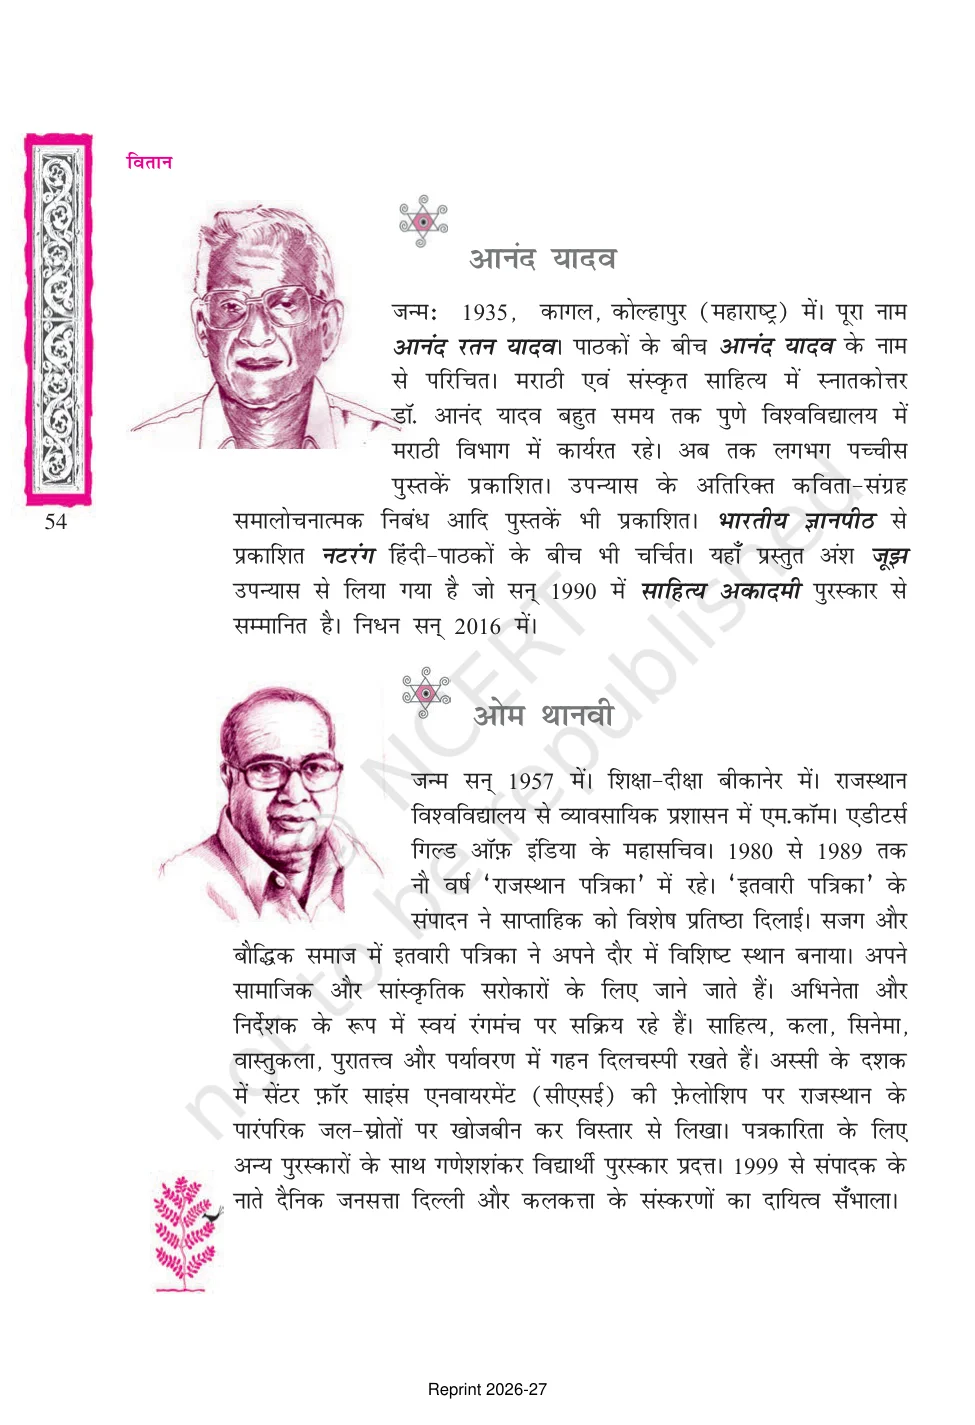 वितान
आनंद यादव
जन्म: 1935, कागल, कोल्हापुर (महाराष्ट्र) में। पूरा नाम
आनंद रतन यादव। पाठकों के बीच आनंद यादव के नाम
से परिचित। मराठी एवं संस्कृत साहित्य में स्नातकोत्तर
डॉ. आनंद यादव बहुत समय तक पुणे विश्वविद्यालय में
मराठी विभाग में कार्यरत रहे। अब तक लगभग पच्चीस
पुस्तकें प्रकाशित। उपन्यास के अतिरिक्त कविता-संग्रह
54
समालोचनात्मक निबंध आदि पुस्तकें भी प्रकाशित। भारतीय ज्ञानपीठ से
प्रकाशित नटरंग हिंदी-पाठकों के बीच भी चर्चित। यहाँ प्रस्तुत अंश जूझ
उपन्यास से लिया गया है जो सन् 1990 में साहित्य अकादमी पुरस्कार से
सम्मानित है। निधन सन् 2016 में।
ओम थानवी
जन्म सन् 1957 में। शिक्षा-दीक्षा बीकानेर में। राजस्थान
विश्वविद्यालय से व्यावसायिक प्रशासन में एम.कॉम। एडीटर्स
गिल्ड ऑफ़ इंडिया के महासचिव। 1980 से 1989 तक
नौ वर्ष ‘राजस्थान पत्रिका’ में रहे। ‘इतवारी पत्रिका’ के
संपादन ने साप्ताहिक को विशेष प्रतिष्ठा दिलाई। सजग और
बौद्धिक समाज में इतवारी पत्रिका ने अपने दौर में विशिष्ट स्थान बनाया। अपने
सामाजिक और सांस्कृतिक सरोकारों के लिए जाने जाते हैं। अभिनेता और
निर्देशक के रूप में स्वयं रंगमंच पर सक्रिय रहे हैं। साहित्य, कला, सिनेमा,
वास्तुकला, पुरातत्त्व और पर्यावरण में गहन दिलचस्पी रखते हैं। अस्सी के दशक
में सेंटर फ़ॉर साइंस एनवायरमेंट (सीएसई) की फ़ेलोशिप पर राजस्थान के
पारंपरिक जल-स्रोतों पर खोजबीन कर विस्तार से लिखा। पत्रकारिता के लिए
अन्य पुरस्कारों के साथ गणेशशंकर विद्यार्थी पुरस्कार प्रदत्त। 1999 से संपादक के
नाते दैनिक जनसत्ता दिल्ली और कलकत्ता के संस्करणों का दायित्व सँभाला।
© NCERT
not to be republished
Reprint 2026-27